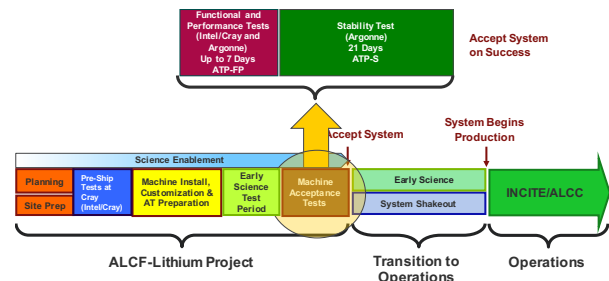 Functional and
Performance Tests
(Intel/Cray and
Argonne)
Up to 7 Days
ATP-FP
Stability Test
(Argonne)
21 Days
ATP-S
Accept System
on Success
Accept System
System Begins
Production
Science Enablement
Planning
Site Prep
Pre-Ship
Tests at
Cray
(Intel/Cray)
Machine Install,
Customization &
AT Preparation
Early
Science
Test
Period
Machine
Acceptance
Tests
Early Science
System Shakeout
INCITE/ALCC
ALCF-Lithium Project
Transition to
Operations
Operations